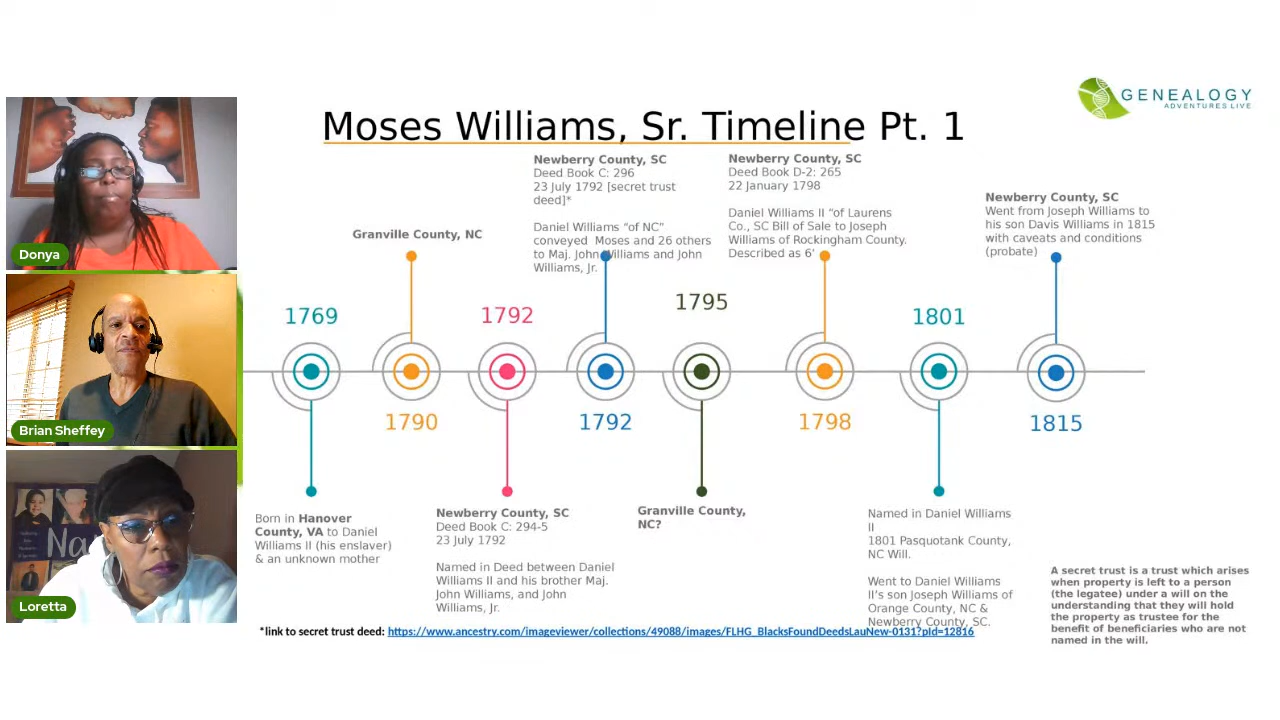 GENEALOGY
ADVENTURES LIVE
Moses Williams, Sr. Timeline Pt. 1
Donya
Brian Sheffey
Loretta
1769
Born in Hanover
County, VA to Daniel
Williams II (his enslaver)
& an unknown mother
Granville County, NC
1790
1792
Newberry County, SC
Deed Book C: 294-5
23 July 1792
Named in Deed between Daniel
Williams II and his brother Maj.
John Williams, and John
Williams, Jr.
Newberry County, SC
Deed Book C: 296
23 July 1792 [secret trust
deed]*
Daniel Williams “of NC”
conveyed Moses and 26 others
to Maj. John Williams and John
Williams, Jr.
1792
1795
Granville County,
NC?
Newberry County, SC
Deed Book D-2: 265
22 January 1798
Daniel Williams II “of Laurens
Co., SC Bill of Sale to Joseph
Williams of Rockingham County.
Described as 6’
1798
1801
Named in Daniel Williams
II
1801 Pasquotank County,
NC Will.
Went to Daniel Williams
II’s son Joseph Williams of
Orange County, NC &
Newberry County, SC.
Newberry County, SC
Went from Joseph Williams to
his son Davis Williams in 1815
with caveats and conditions
(probate)
1815
A secret trust is a trust which arises
when property is left to a person
(the legatee) under a will on the
understanding that they will hold
the property as trustee for the
benefit of beneficiaries who are not
named in the will.
*link to secret trust deed: https://www.ancestry.com/imageviewer/collections/49088/images/FLHG_BlacksFoundDeedsLauNew-0131?pId=12816